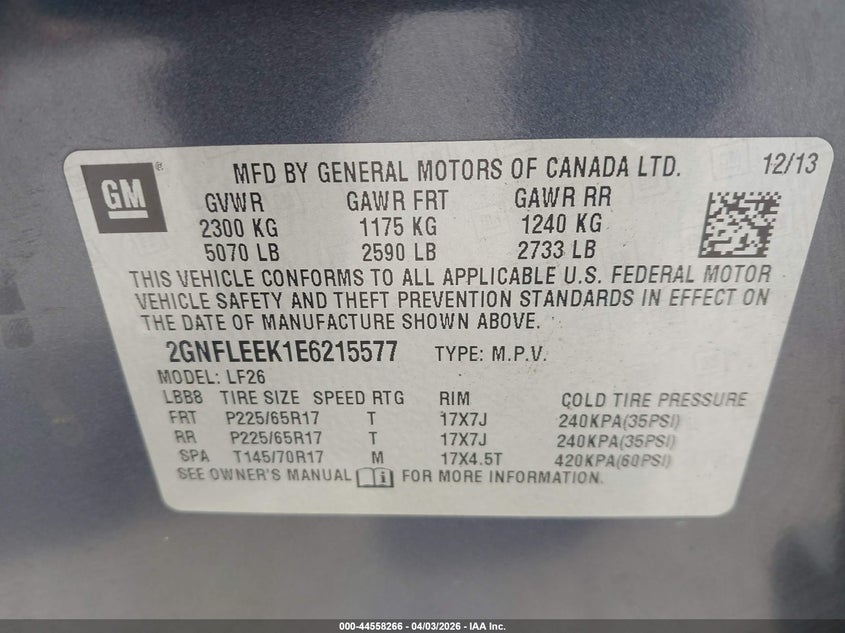 GM ®
MFD BY GENERAL MOTORS OF CANADA LTD. 12/13
GVWR GAWR FRT GAWR RR
2300 KG 1175 KG 1240 KG
5070 LB 2590 LB 2733 LB
THIS VEHICLE CONFORMS TO ALL APPLICABLE U.S. FEDERAL MOTOR
VEHICLE SAFETY AND THEFT PREVENTION STANDARDS IN EFFECT ON
THE DATE OF MANUFACTURE SHOWN ABOVE.
2GNFLEEK1E6215577 TYPE: M.P.V.
MODEL: LF26
LBB8 TIRE SIZE SPEED RTG RIM COLD TIRE PRESSURE
FRT P225/65R17 T 17X7J 240KPA(35PSI)
RR P225/65R17 T 17X7J 240KPA(35PSI)
SPA T145/70R17 M 17X4.5T 420KPA(60PSI)
SEE OWNER'S MANUAL i FOR MORE INFORMATION.
000-44558266 - 04/03/2026 - IAA Inc.